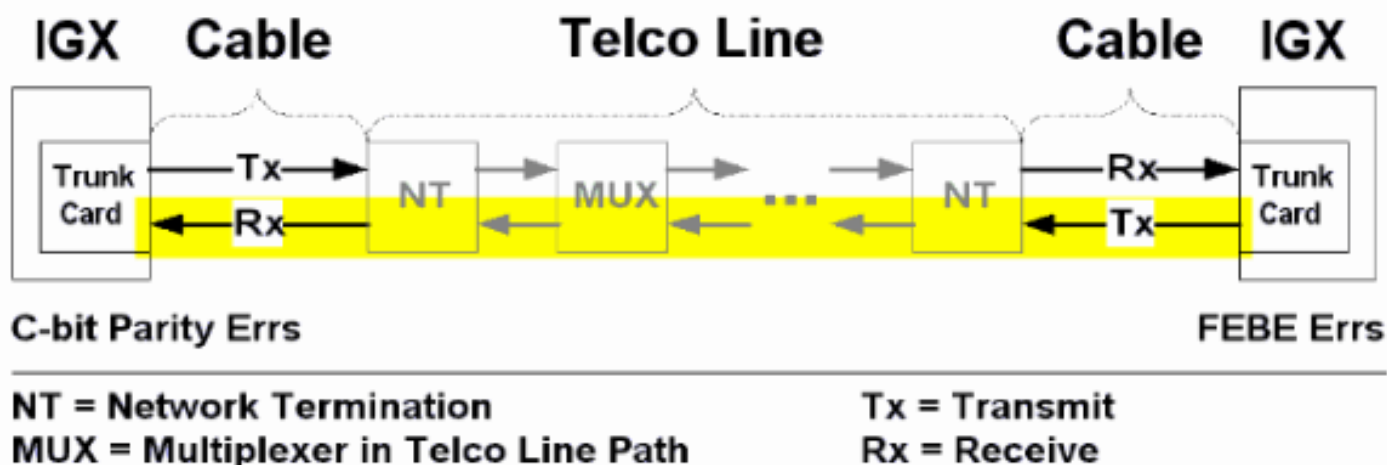 IGX Cable Telco Line Cable IGX
Trunk Card Tx Rx NT MUX ... NT Rx Tx Trunk Card
C-bit Parity Errs FEBE Errs
NT = Network Termination Tx = Transmit
MUX = Multiplexer in Telco Line Path Rx = Receive